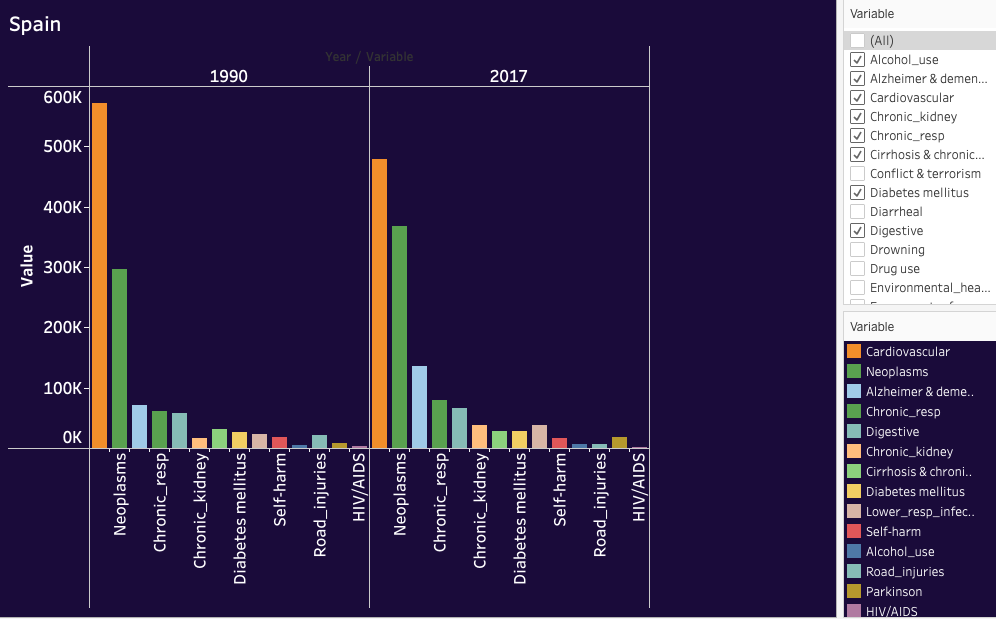 Spain
Year / Variable
1990
2017
600K
500K
400K
300K
200K
100K
0K
Value
Neoplasms
Chronic_resp
Chronic_kidney
Diabetes mellitus
Self-harm
Road_injuries
HIV/AIDS
Neoplasms
Chronic_resp
Chronic_kidney
Diabetes mellitus
Self-harm
Road_injuries
HIV/AIDS
Variable
(All)
Alcohol_use
Alzheimer & demen...
Cardiovascular
Chronic_kidney
Chronic_resp
Cirrhosis & chronic...
Conflict & terrorism
Diabetes mellitus
Diarrheal
Digestive
Drowning
Drug use
Environmental_hea...
Variable
Cardiovascular
Neoplasms
Alzheimer & deme..
Chronic_resp
Digestive
Chronic_kidney
Cirrhosis & chroni..
Diabetes mellitus
Lower_resp_infec..
Self-harm
Alcohol_use
Road_injuries
Parkinson
HIV/AIDS